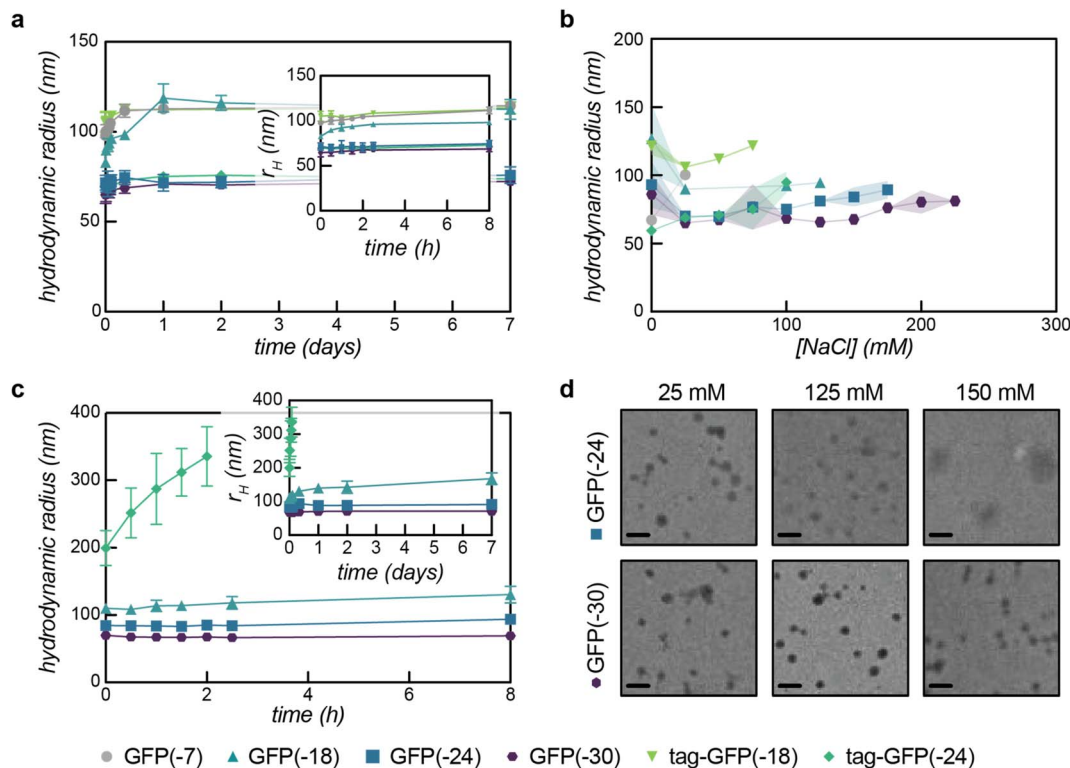 a
hydrodynamic radius (nm)
150
100
50
0
0 1 2 3 4 5 6 7
time (days)
r_H (nm)
150
100
50
0
0 2 4 6 8
time (h)
b
hydrodynamic radius (nm)
200
150
100
50
0
0 100 200 300
[NaCl] (mM)
c
hydrodynamic radius (nm)
400
300
200
100
0
0 2 4 6 8
time (h)
r_H (nm)
400
300
200
100
0
0 1 2 3 4 5 6 7
time (days)
d
25 mM 125 mM 150 mM
GFP(-24)
GFP(-30)
GFP(-7) GFP(-18) GFP(-24) GFP(-30) tag-GFP(-18) tag-GFP(-24)